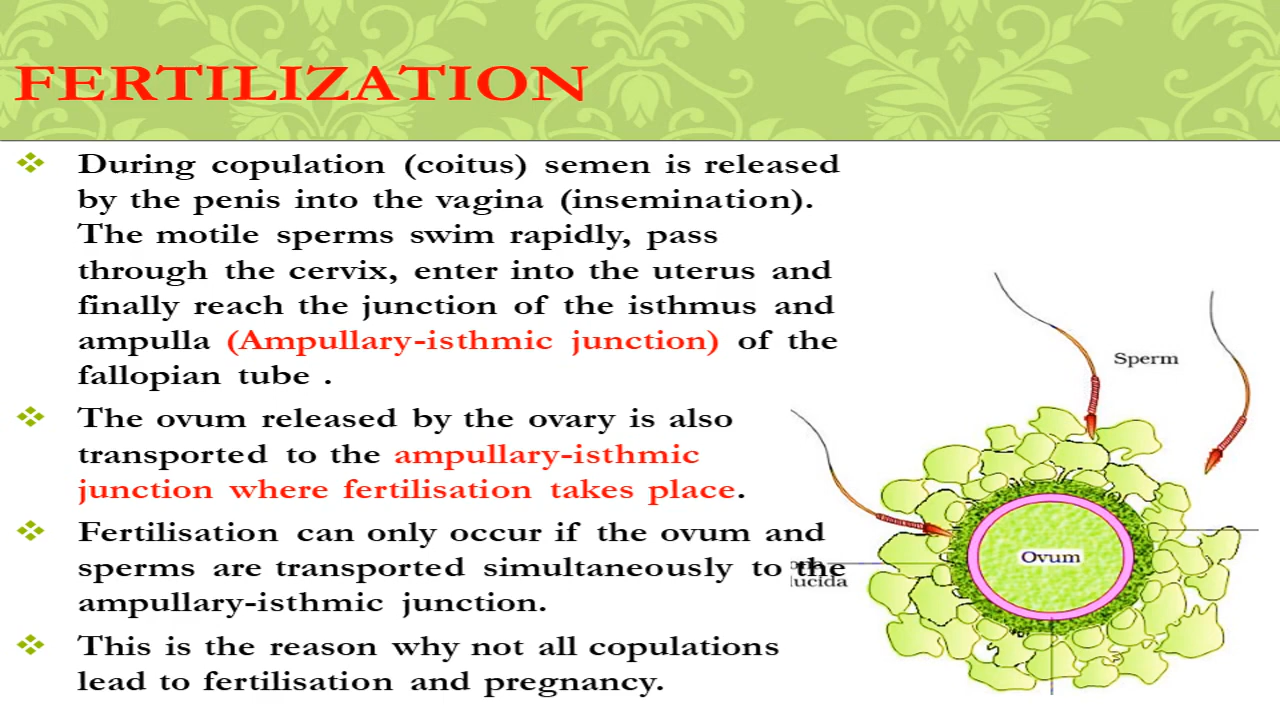 FERTILIZATION
During copulation (coitus) semen is released
by the penis into the vagina (insemination).
The motile sperms swim rapidly, pass
through the cervix, enter into the uterus and
finally reach the junction of the isthmus and
ampulla (Ampullary-isthmic junction) of the
fallopian tube .
The ovum released by the ovary is also
transported to the ampullary-isthmic
junction where fertilisation takes place.
Fertilisation can only occur if the ovum and
sperms are transported simultaneously to the
ampullary-isthmic junction.
This is the reason why not all copulations
lead to fertilisation and pregnancy.
Sperm
Ovum
lucida